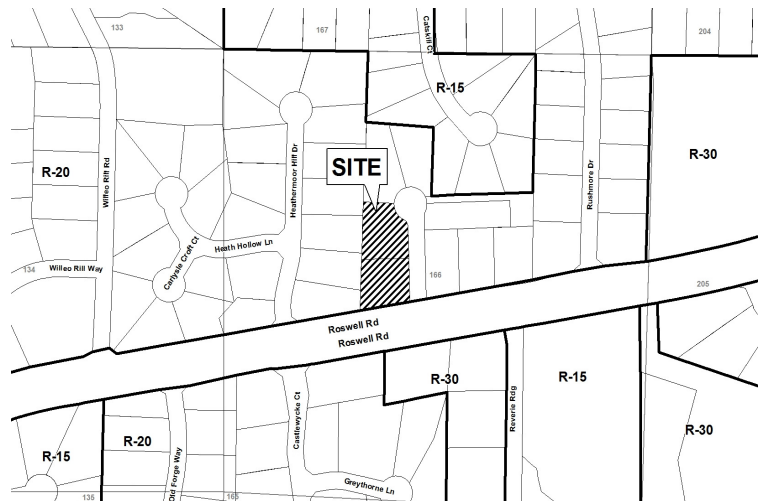 133
167
204
Catskill Ct
R-15
R-30
R-20
Willeo Rill Rd
Heathermoor Hill Dr
SITE
Rushmore Dr
Heath Hollow Ln
Carlysle Croft Ct
134
Willeo Rill Way
166
205
Roswell Rd
Roswell Rd
R-30
R-15
Reverie Rdg
Castlewycke Ct
R-30
R-15
R-20
Old Forge Way
Greythorne Ln
135
165